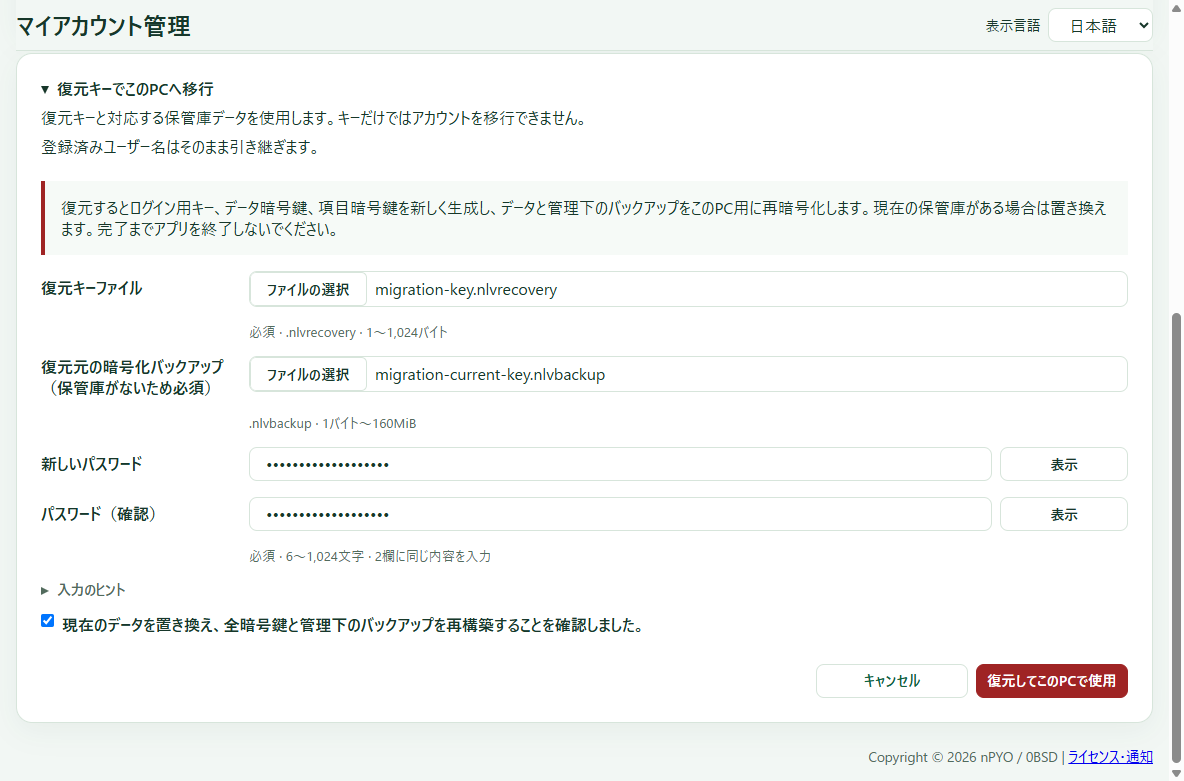 マイアカウント管理
表示言語 日本語
▼ 復元キーでこのPCへ移行
復元キーと対応する保管庫データを使用します。キーだけではアカウントを移行できません。
登録済みユーザー名はそのまま引き継ぎます。
復元するとログイン用キー、データ暗号鍵、項目暗号鍵を新しく生成し、データと管理下のバックアップをこのPC用に再暗号化します。現在の保管庫がある場合は置き換え
ます。完了までアプリを終了しないでください。
復元キーファイル ファイルの選択 migration-key.nlvrecovery
必須 · .nlvrecovery · 1～1,024バイト
復元元の暗号化バックアップ
（保管庫がないため必須） ファイルの選択 migration-current-key.nlvbackup
.nlvbackup · 1バイト～160MiB
新しいパスワード ••••••••••••••••••• 表示
パスワード（確認） ••••••••••••••••••• 表示
必須 · 6～1,024文字 · 2欄に同じ内容を入力
▶ 入力のヒント
現在のデータを置き換え、全暗号鍵と管理下のバックアップを再構築することを確認しました。
キャンセル 復元してこのPCで使用
Copyright © 2026 nPYO / 0BSD | ライセンス・通知